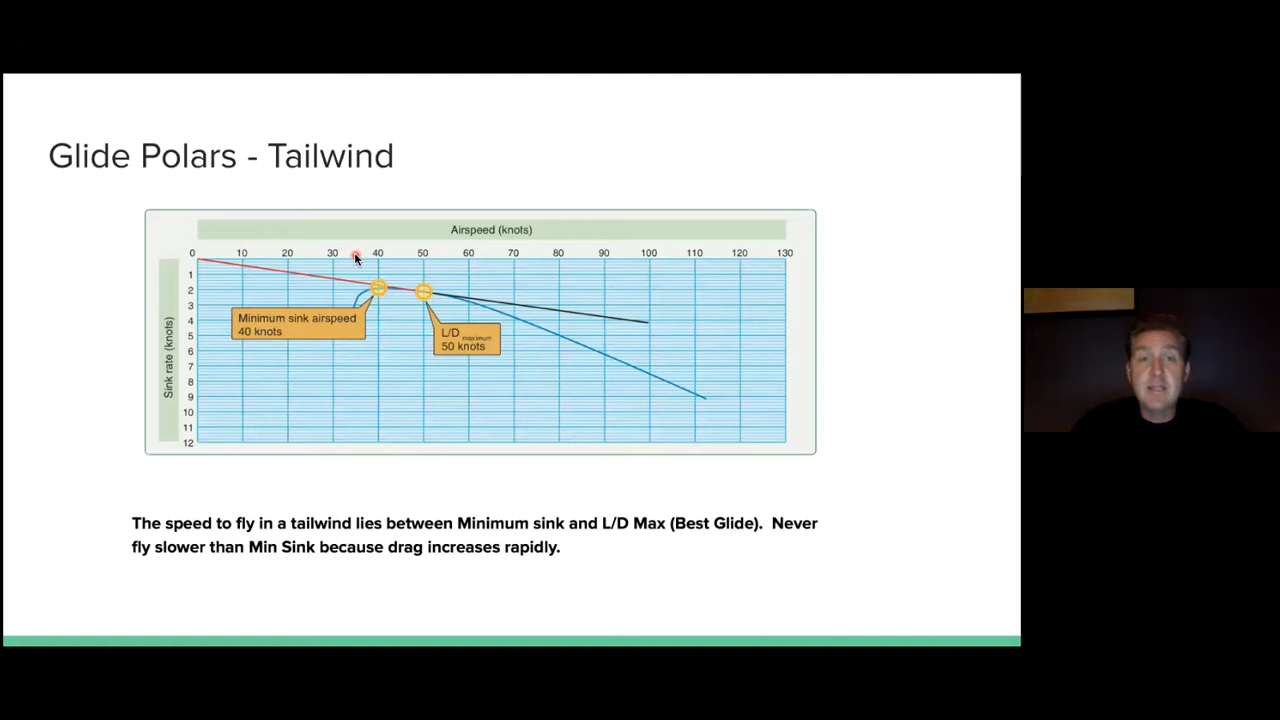 Glide Polars - Tailwind
Airspeed (knots)
0 10 20 30 40 50 60 70 80 90 100 110 120 130
Sink rate (knots)
1
2
3
4
5
6
7
8
9
10
11
12
Minimum sink airspeed
40 knots
L/D maximum
50 knots
The speed to fly in a tailwind lies between Minimum sink and L/D Max (Best Glide). Never
fly slower than Min Sink because drag increases rapidly.